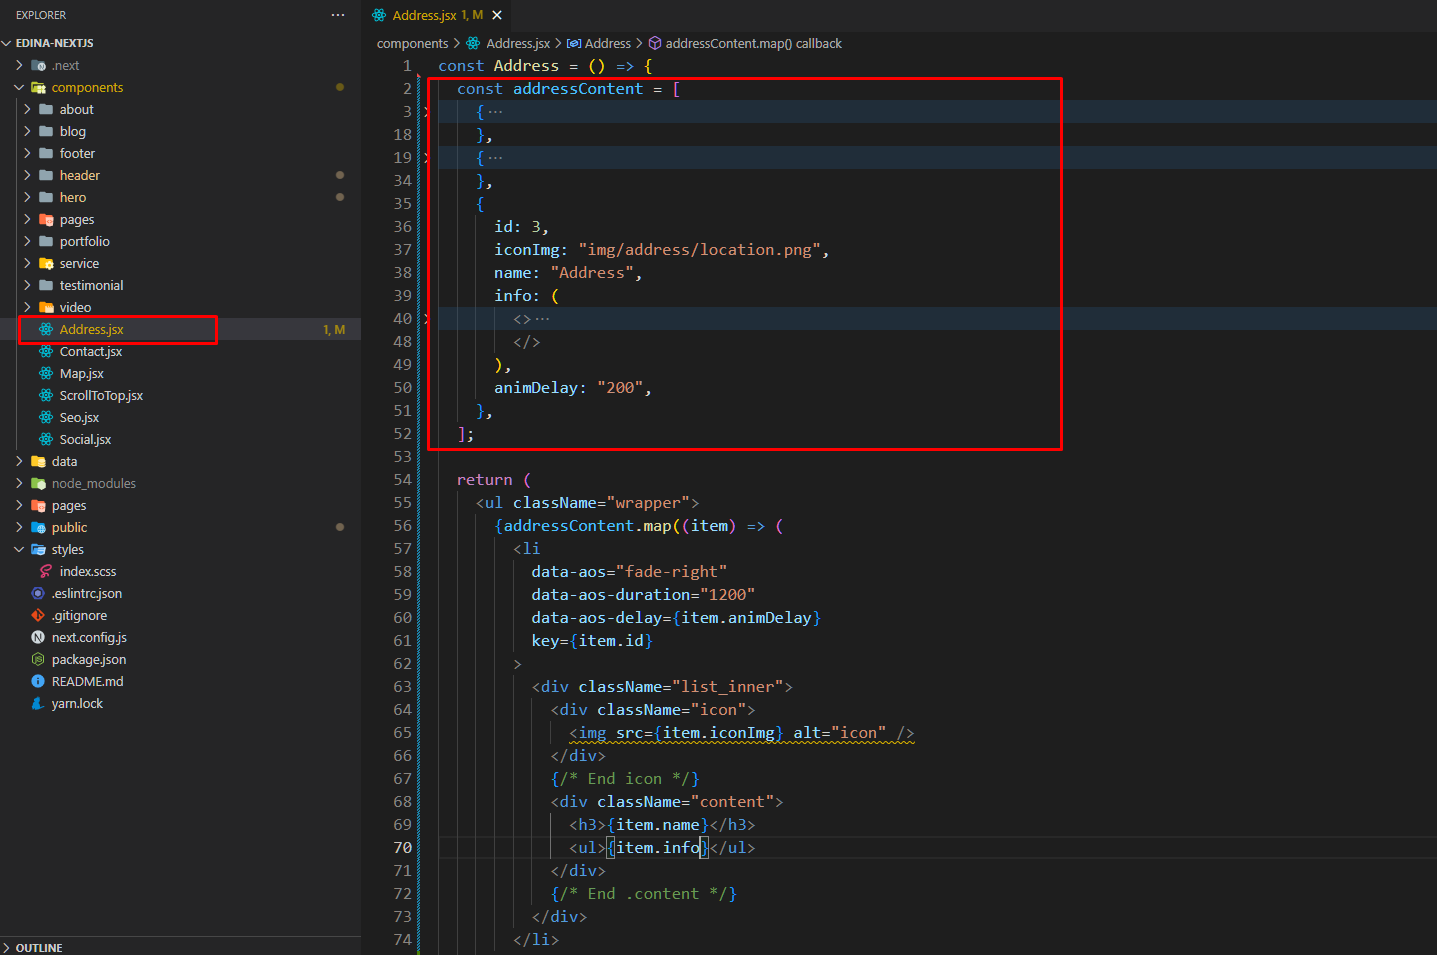 EXPLORER
···
EDINA-NEXTJS
.next
components
about
blog
footer
header
hero
pages
portfolio
service
testimonial
video
Address.jsx 1, M
Contact.jsx
Map.jsx
ScrollToTop.jsx
Seo.jsx
Social.jsx
data
node_modules
pages
public
styles
index.scss
.eslintrc.json
.gitignore
next.config.js
package.json
README.md
yarn.lock
OUTLINE
Address.jsx 1, M
components > Address.jsx > Address > addressContent.map() callback
1 const Address = () => {
2 const addressContent = [
3 { ···
18 },
19 { ···
34 },
35 {
36 id: 3,
37 iconImg: "img/address/location.png",
38 name: "Address",
39 info: (
40 <> ···
48 </>
49 ),
50 animDelay: "200",
51 },
52 ];
53
54 return (
55 <ul className="wrapper">
56 {addressContent.map((item) => (
57 <li
58 data-aos="fade-right"
59 data-aos-duration="1200"
60 data-aos-delay={item.animDelay}
61 key={item.id}
62 >
63 <div className="list_inner">
64 <div className="icon">
65 <img src={item.iconImg} alt="icon" />
66 </div>
67 {/* End icon */}
68 <div className="content">
69 <h3>{item.name}</h3>
70 <ul>{item.info}</ul>
71 </div>
72 {/* End .content */}
73 </div>
74 </li>